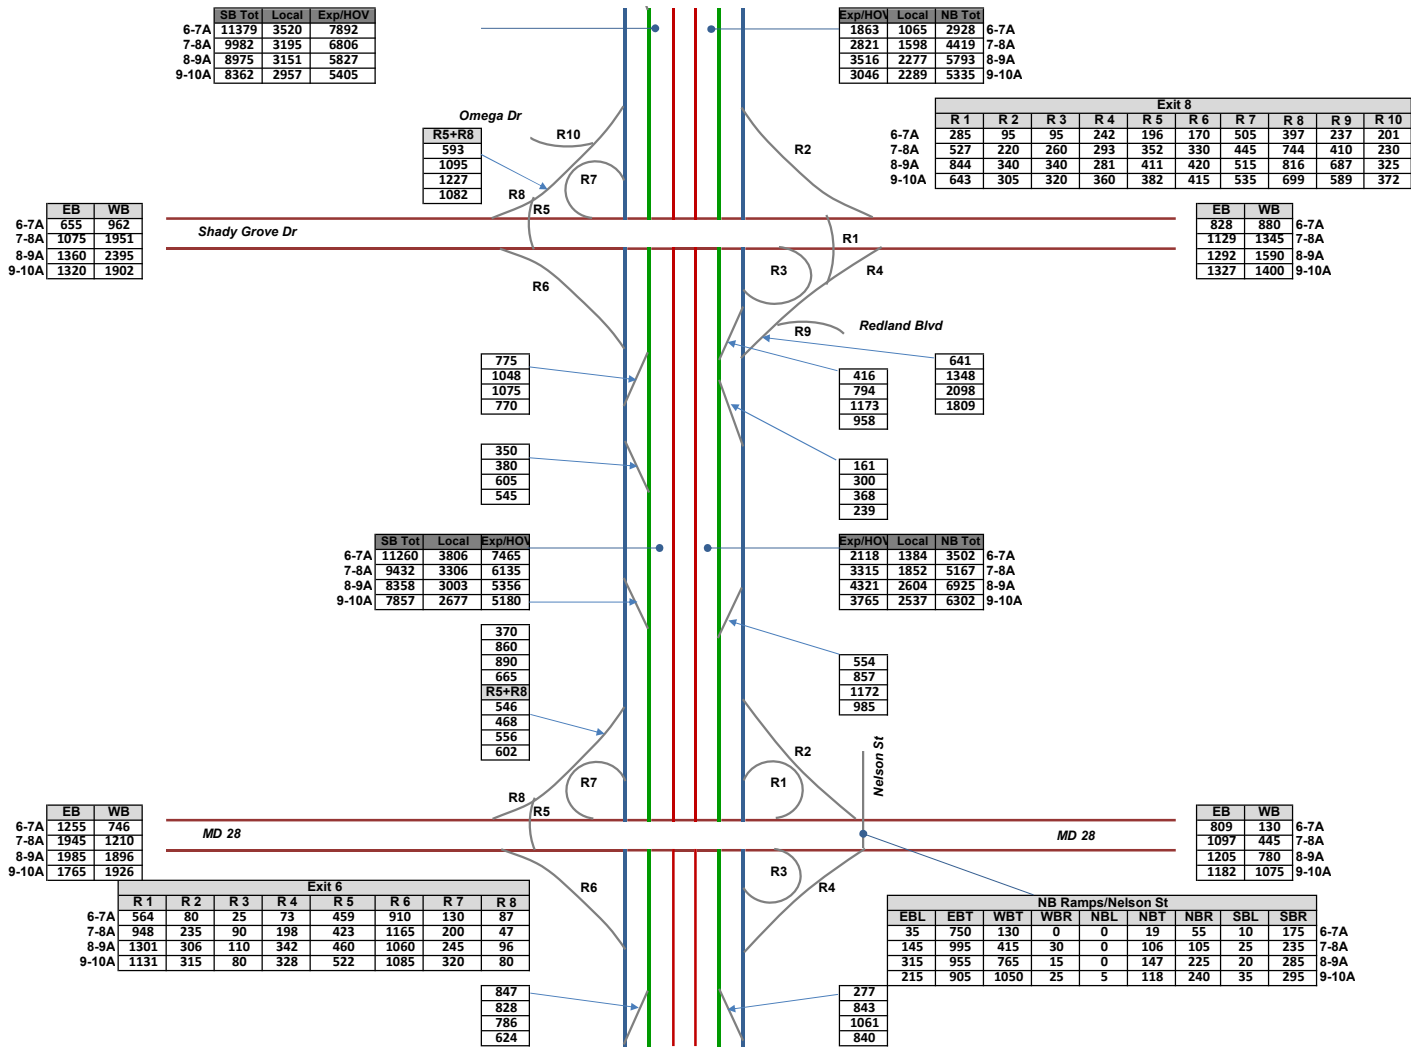 SB Tot Local Exp/HOV
6-7A 11379 3520 7892
7-8A 9982 3195 6806
8-9A 8975 3151 5827
9-10A 8362 2957 5405
Exp/HOV Local NB Tot
1863 1065 2928 6-7A
2821 1598 4419 7-8A
3516 2277 5793 8-9A
3046 2289 5335 9-10A
Exit 8
R 1 R 2 R 3 R 4 R 5 R 6 R 7 R 8 R 9 R 10
6-7A 285 95 95 242 196 170 505 397 237 201
7-8A 527 220 260 293 352 330 445 744 410 230
8-9A 844 340 340 281 411 420 515 816 687 325
9-10A 643 305 320 360 382 415 535 699 589 372
Omega Dr
R5+R8
593
1095
1227
1082
R10
R7
R8
R5
R2
EB WB
6-7A 655 962
7-8A 1075 1951
8-9A 1360 2395
9-10A 1320 1902
Shady Grove Dr
EB WB
828 880 6-7A
1129 1345 7-8A
1292 1590 8-9A
1327 1400 9-10A
R1
R3
R4
R6
R9
Redland Blvd
775
1048
1075
770
416
794
1173
958
641
1348
2098
1809
350
380
605
545
161
300
368
239
SB Tot Local Exp/HOV
6-7A 11260 3806 7465
7-8A 9432 3306 6135
8-9A 8358 3003 5356
9-10A 7857 2677 5180
Exp/HOV Local NB Tot
2118 1384 3502 6-7A
3315 1852 5167 7-8A
4321 2604 6925 8-9A
3765 2537 6302 9-10A
370
860
890
665
R5+R8
546
468
556
602
554
857
1172
985
R2
Nelson St
R7
R1
R8
R5
EB WB
6-7A 1255 746
7-8A 1945 1210
8-9A 1985 1896
9-10A 1765 1926
MD 28
MD 28
EB WB
809 130 6-7A
1097 445 7-8A
1205 780 8-9A
1182 1075 9-10A
R6
R3
R4
Exit 6
R 1 R 2 R 3 R 4 R 5 R 6 R 7 R 8
6-7A 564 80 25 73 459 910 130 87
7-8A 948 235 90 198 423 1165 200 47
8-9A 1301 306 110 342 460 1060 245 96
9-10A 1131 315 80 328 522 1085 320 80
NB Ramps/Nelson St
EBL EBT WBT WBR NBL NBT NBR SBL SBR
35 750 130 0 0 19 55 10 175 6-7A
145 995 415 30 0 106 105 25 235 7-8A
315 955 765 15 0 147 225 20 285 8-9A
215 905 1050 25 5 118 240 35 295 9-10A
847
828
786
624
277
843
1061
840